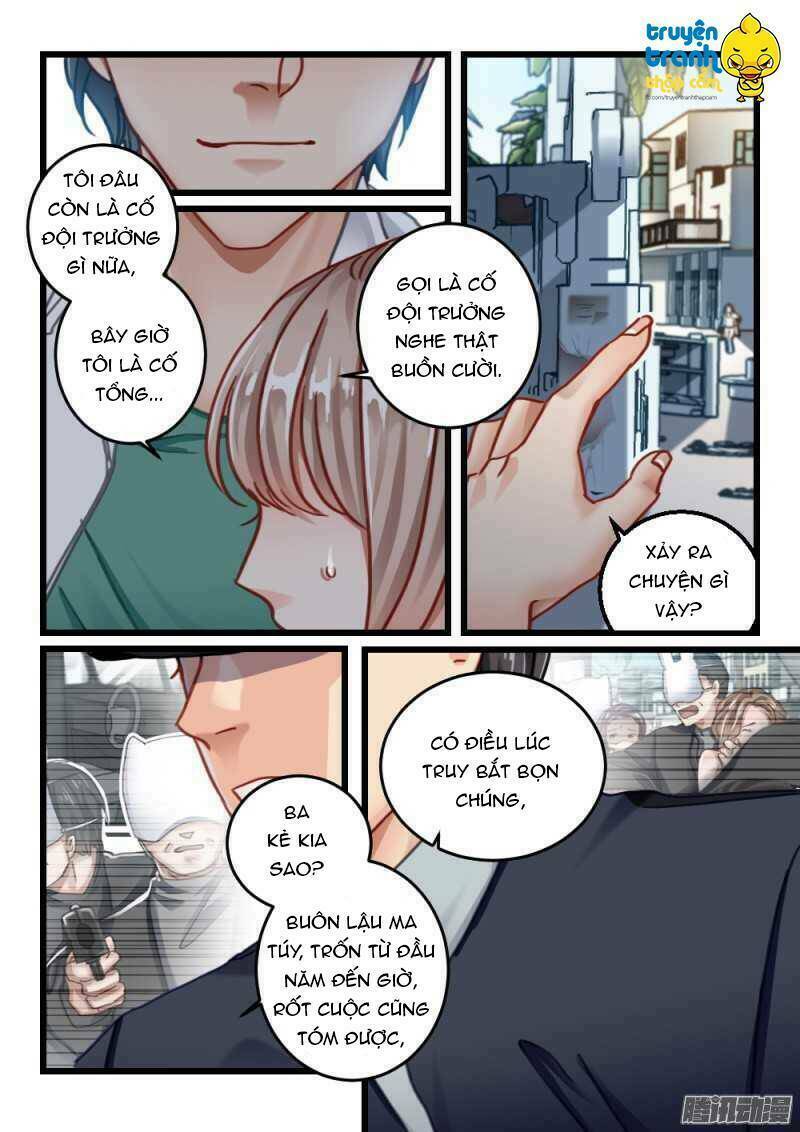 truyện
tranh
thập cẩm
fb.com/truyentranhthapcam
TÔI ĐÂU
CÒN LÀ CỐ
ĐỘI TRƯỞNG
GÌ NỮA,
BÂY GIỜ
TÔI LÀ CỐ
TỔNG...
GỌI LÀ CỐ
ĐỘI TRƯỞNG
NGHE THẬT
BUỒN CƯỜI.
XẢY RA
CHUYỆN GÌ
VẬY?
BA
KẺ KIA
SAO?
BUÔN LẬU MA
TÚY, TRỐN TỪ ĐẦU
NĂM ĐẾN GIỜ,
RỐT CUỘC CŨNG
TÓM ĐƯỢC,
CÓ ĐIỀU LÚC
TRUY BẮT BỌN
CHÚNG,
腾讯动漫